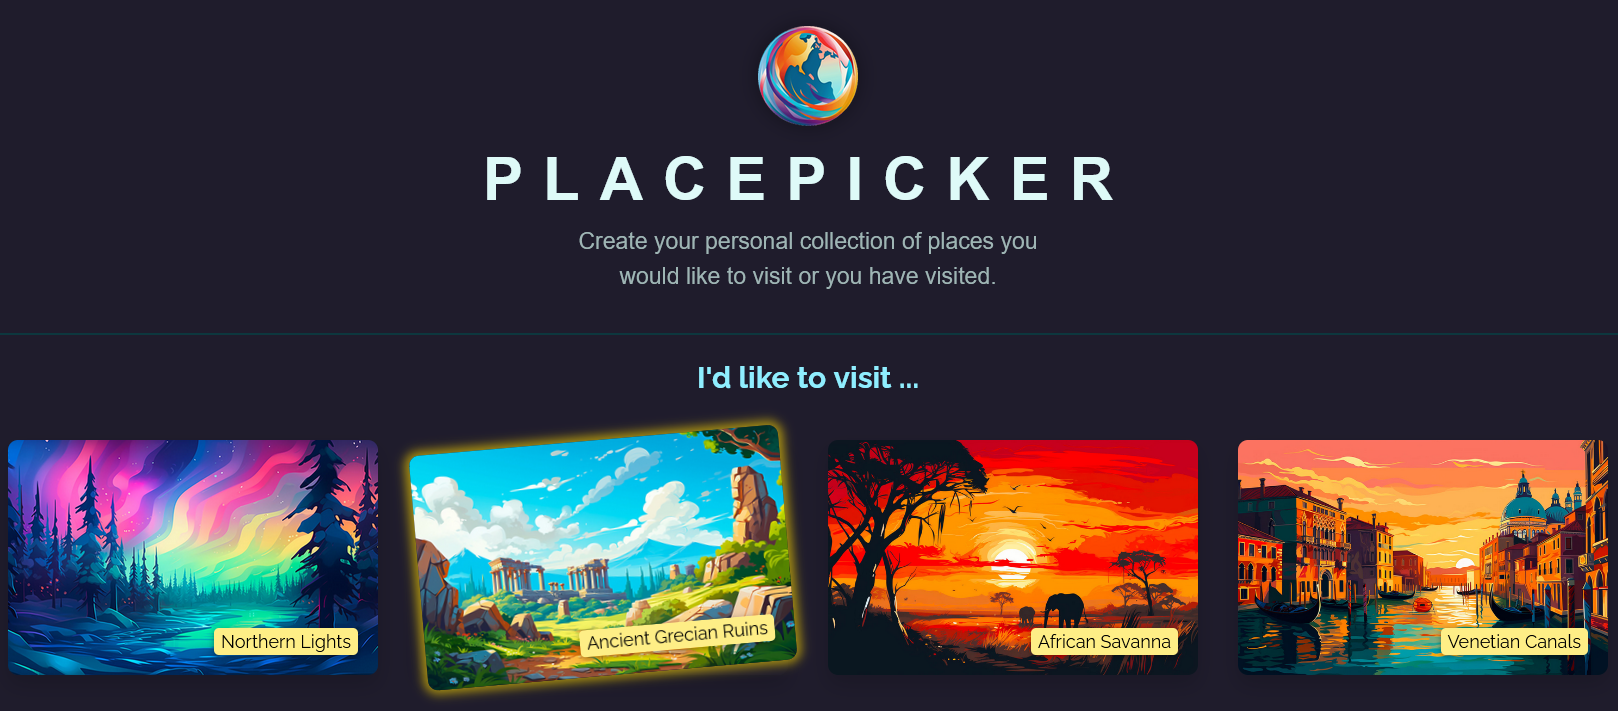 PLACEPICKER
Create your personal collection of places you
would like to visit or you have visited.
I'd like to visit ...
Northern Lights
Ancient Grecian Ruins
African Savanna
Venetian Canals